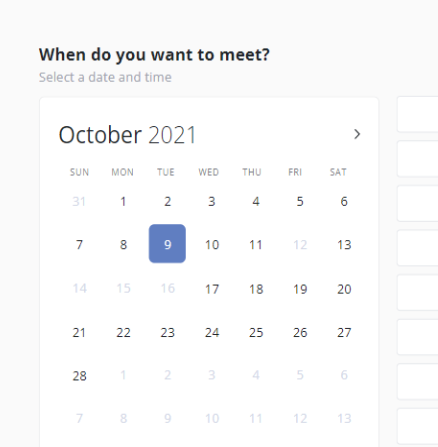 When do you want to meet?
Select a date and time
October 2021
SUN MON TUE WED THU FRI SAT
31 1 2 3 4 5 6
7 8 9 10 11 12 13
14 15 16 17 18 19 20
21 22 23 24 25 26 27
28 1 2 3 4 5 6
7 8 9 10 11 12 13